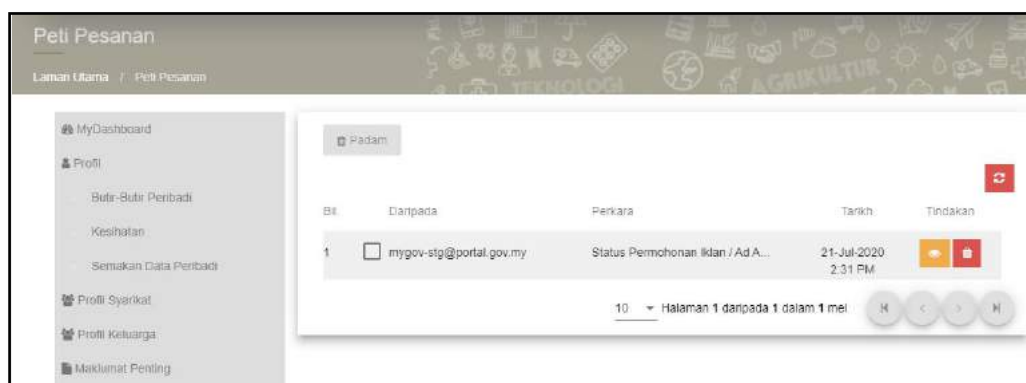 Peti Pesanan
Laman Utama / Peti Pesanan
TEKNOLOGI
AGRIKULTUR
MyDashboard
Profil
Butir-Butir Peribadi
Kesihatan
Semakan Data Peribadi
Profil Syarikat
Profil Keluarga
Maklumat Penting
Padam
Bil. Daripada Perkara Tarikh Tindakan
1 mygov-stg@portal.gov.my Status Permohonan Iklan / Ad A... 21-Jul-2020
2:31 PM
10 Halaman 1 daripada 1 dalam 1 mel